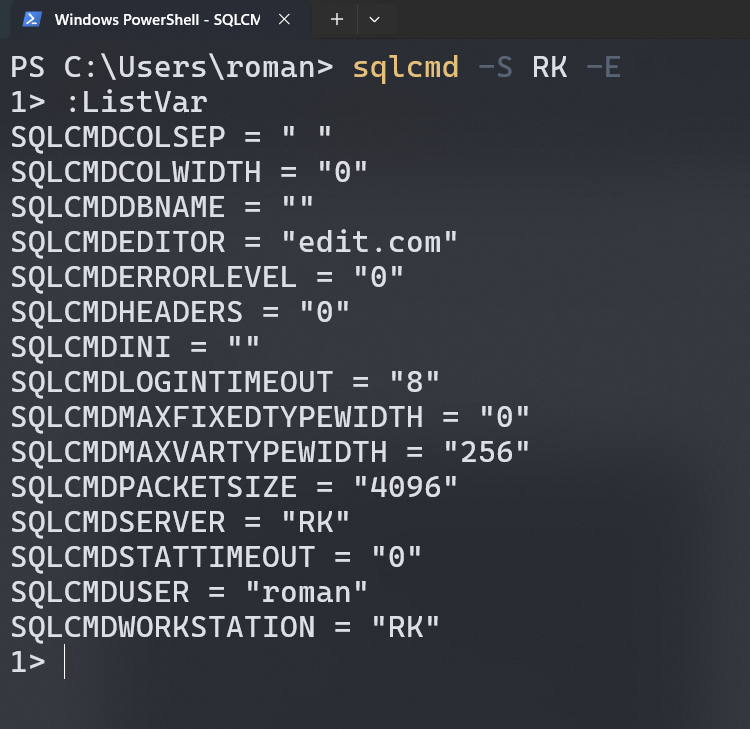 Windows PowerShell - SQLCM
PS C:\Users\roman> sqlcmd -S RK -E
1> :ListVar
SQLCMDCOLSEP = " "
SQLCMDCOLWIDTH = "0"
SQLCMDDBNAME = ""
SQLCMDEDITOR = "edit.com"
SQLCMDERRORLEVEL = "0"
SQLCMDHEADERS = "0"
SQLCMDINI = ""
SQLCMDLOGINTIMEOUT = "8"
SQLCMDMAXFIXEDTYPEWIDTH = "0"
SQLCMDMAXVARTYPEWIDTH = "256"
SQLCMDPACKETSIZE = "4096"
SQLCMDSERVER = "RK"
SQLCMDSTATTIMEOUT = "0"
SQLCMDUSER = "roman"
SQLCMDWORKSTATION = "RK"
1>